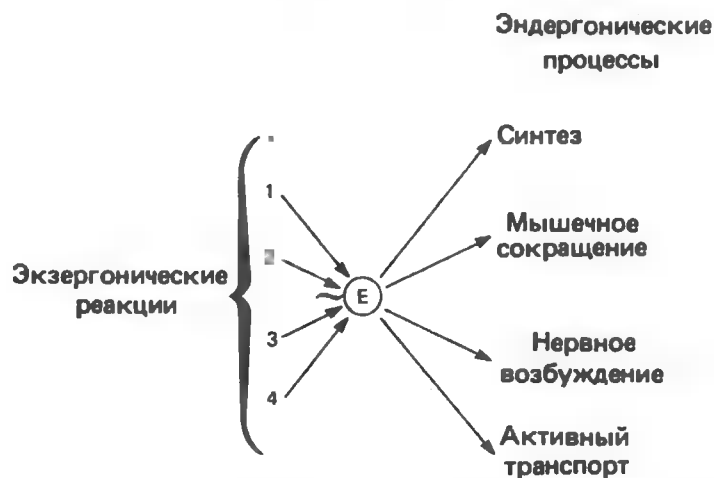 Эндергонические
процессы
Синтез
1
Мышечное
сокращение
Экзергонические
реакции
~
E
3
Нервное
возбуждение
4
Активный
транспорт